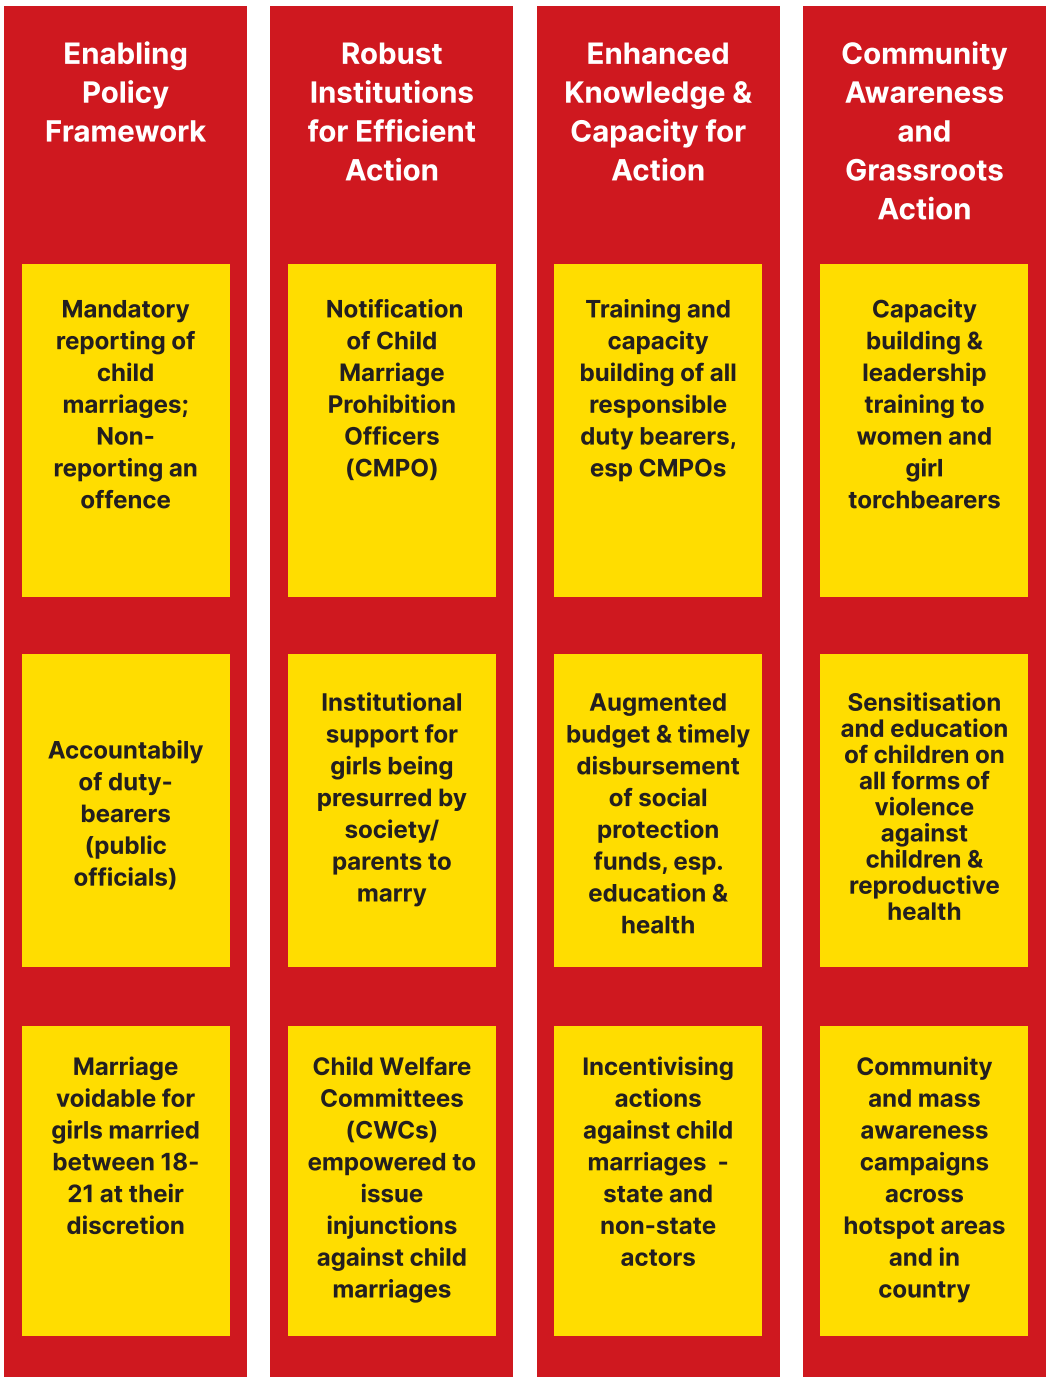 Enabling
Policy
Framework
Mandatory
reporting of
child
marriages;
Non-
reporting an
offence
Accountabily
of duty-
bearers
(public
officials)
Marriage
voidable for
girls married
between 18-
21 at their
discretion
Robust
Institutions
for Efficient
Action
Notification
of Child
Marriage
Prohibition
Officers
(CMPO)
Institutional
support for
girls being
presurred by
society/
parents to
marry
Child Welfare
Committees
(CWCs)
empowered to
issue
injunctions
against child
marriages
Enhanced
Knowledge &
Capacity for
Action
Training and
capacity
building of all
responsible
duty bearers,
esp CMPOs
Augmented
budget & timely
disbursement
of social
protection
funds, esp.
education &
health
Incentivising
actions
against child
marriages -
state and
non-state
actors
Community
Awareness
and
Grassroots
Action
Capacity
building &
leadership
training to
women and
girl
torchbearers
Sensitisation
and education
of children on
all forms of
violence
against
children &
reproductive
health
Community
and mass
awareness
campaigns
across
hotspot areas
and in
country